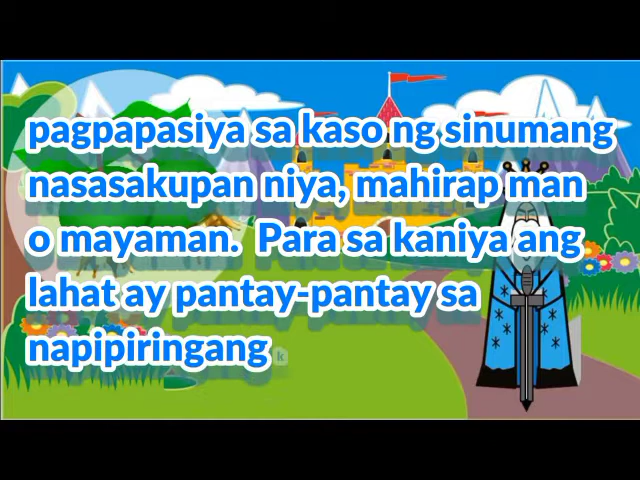 pagpapasiya sa kaso ng sinumang
nasasakupan niya, mahirap man
o mayaman.  Para sa kaniya ang
lahat ay pantay-pantay sa
napipiringang k